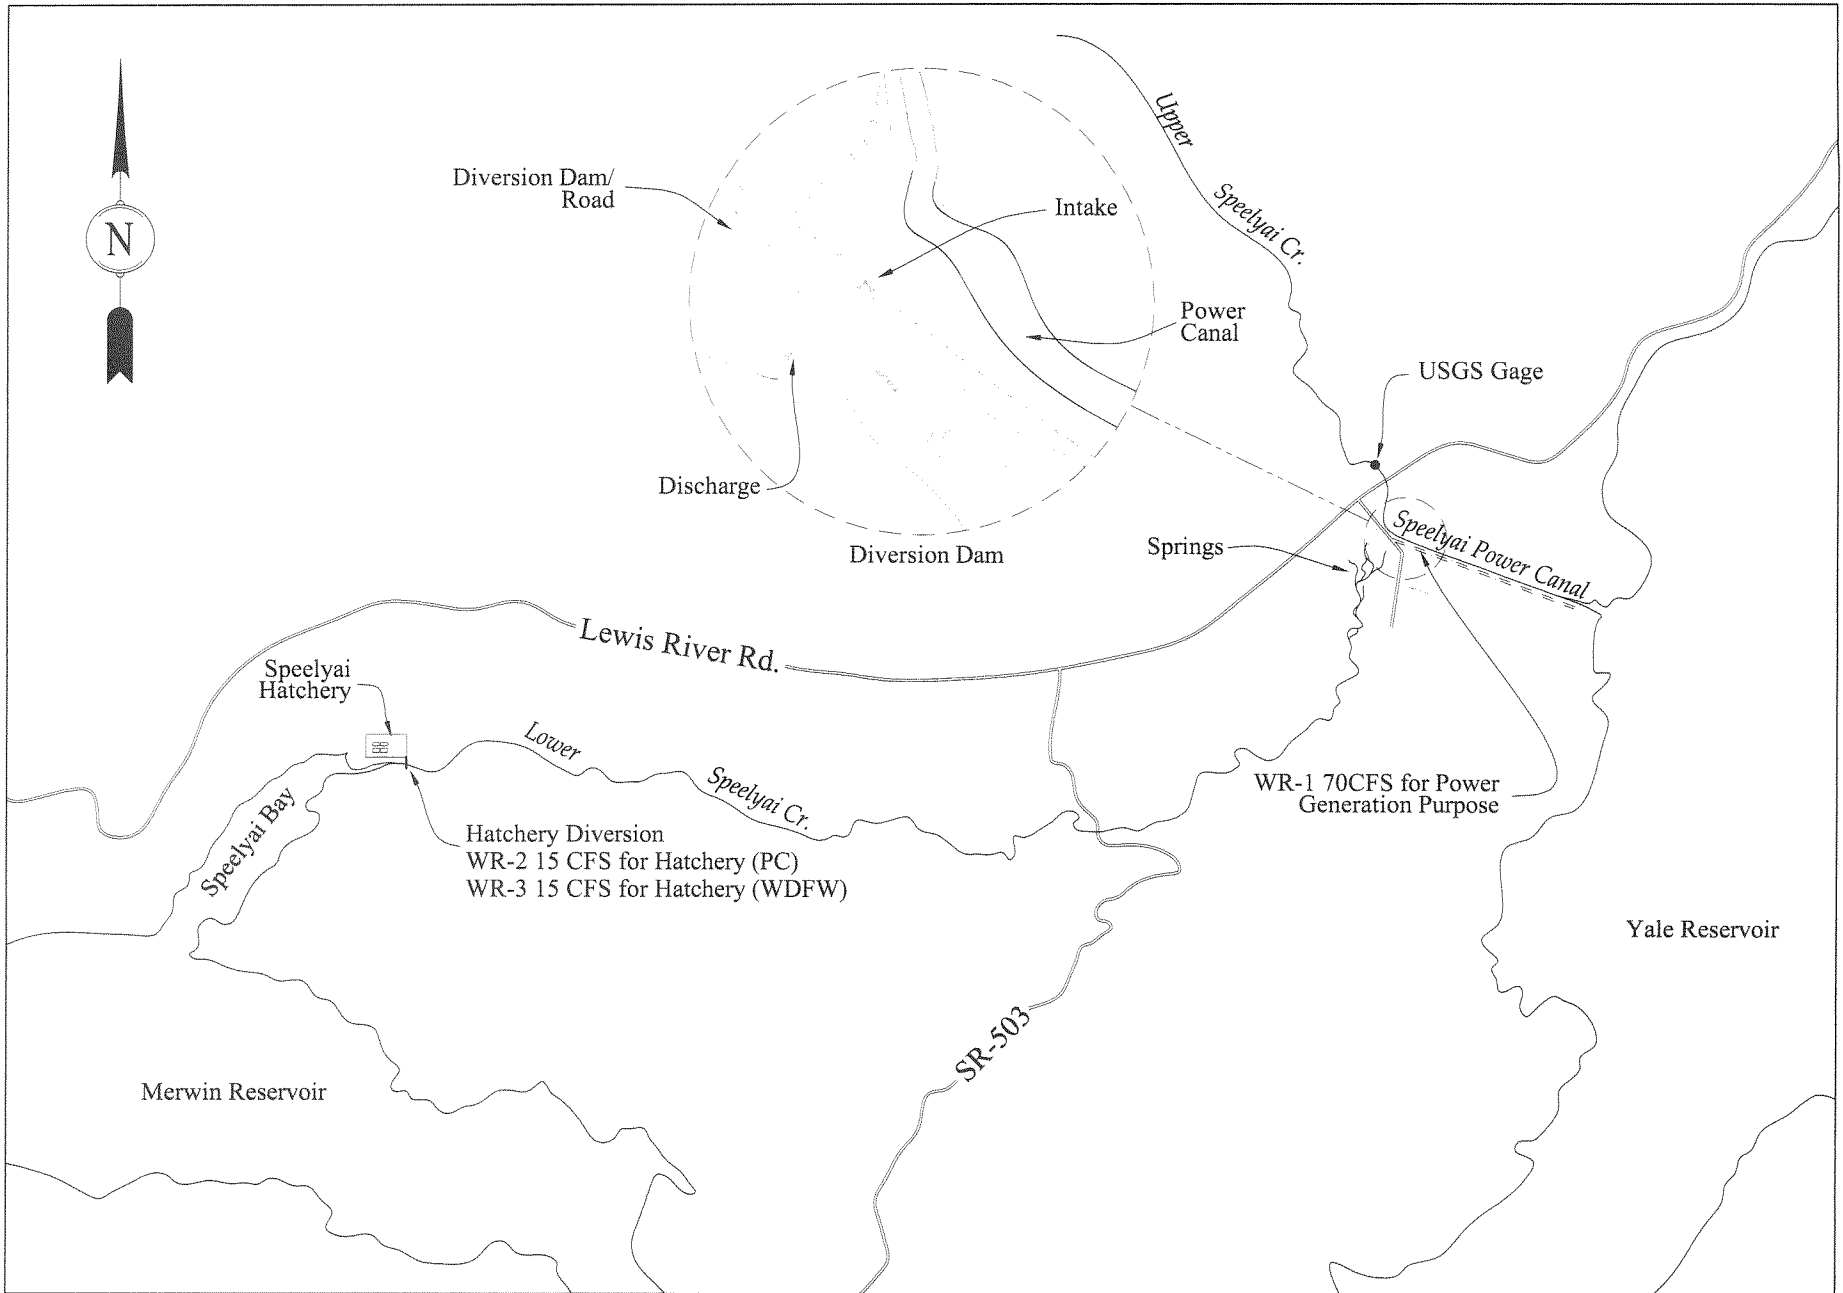 Upper
Diversion Dam/
Road
N
Intake
Speelyai Cr.
Power
Canal
USGS Gage
Discharge
Diversion Dam
Springs
Speelyai Power Canal
Lewis River Rd.
Speelyai
Hatchery
Lower
Speelyai Cr.
WR-1 70CFS for Power
Generation Purpose
Speelyai Bay
Hatchery Diversion
WR-2 15 CFS for Hatchery (PC)
WR-3 15 CFS for Hatchery (WDFW)
Yale Reservoir
SR-503
Merwin Reservoir